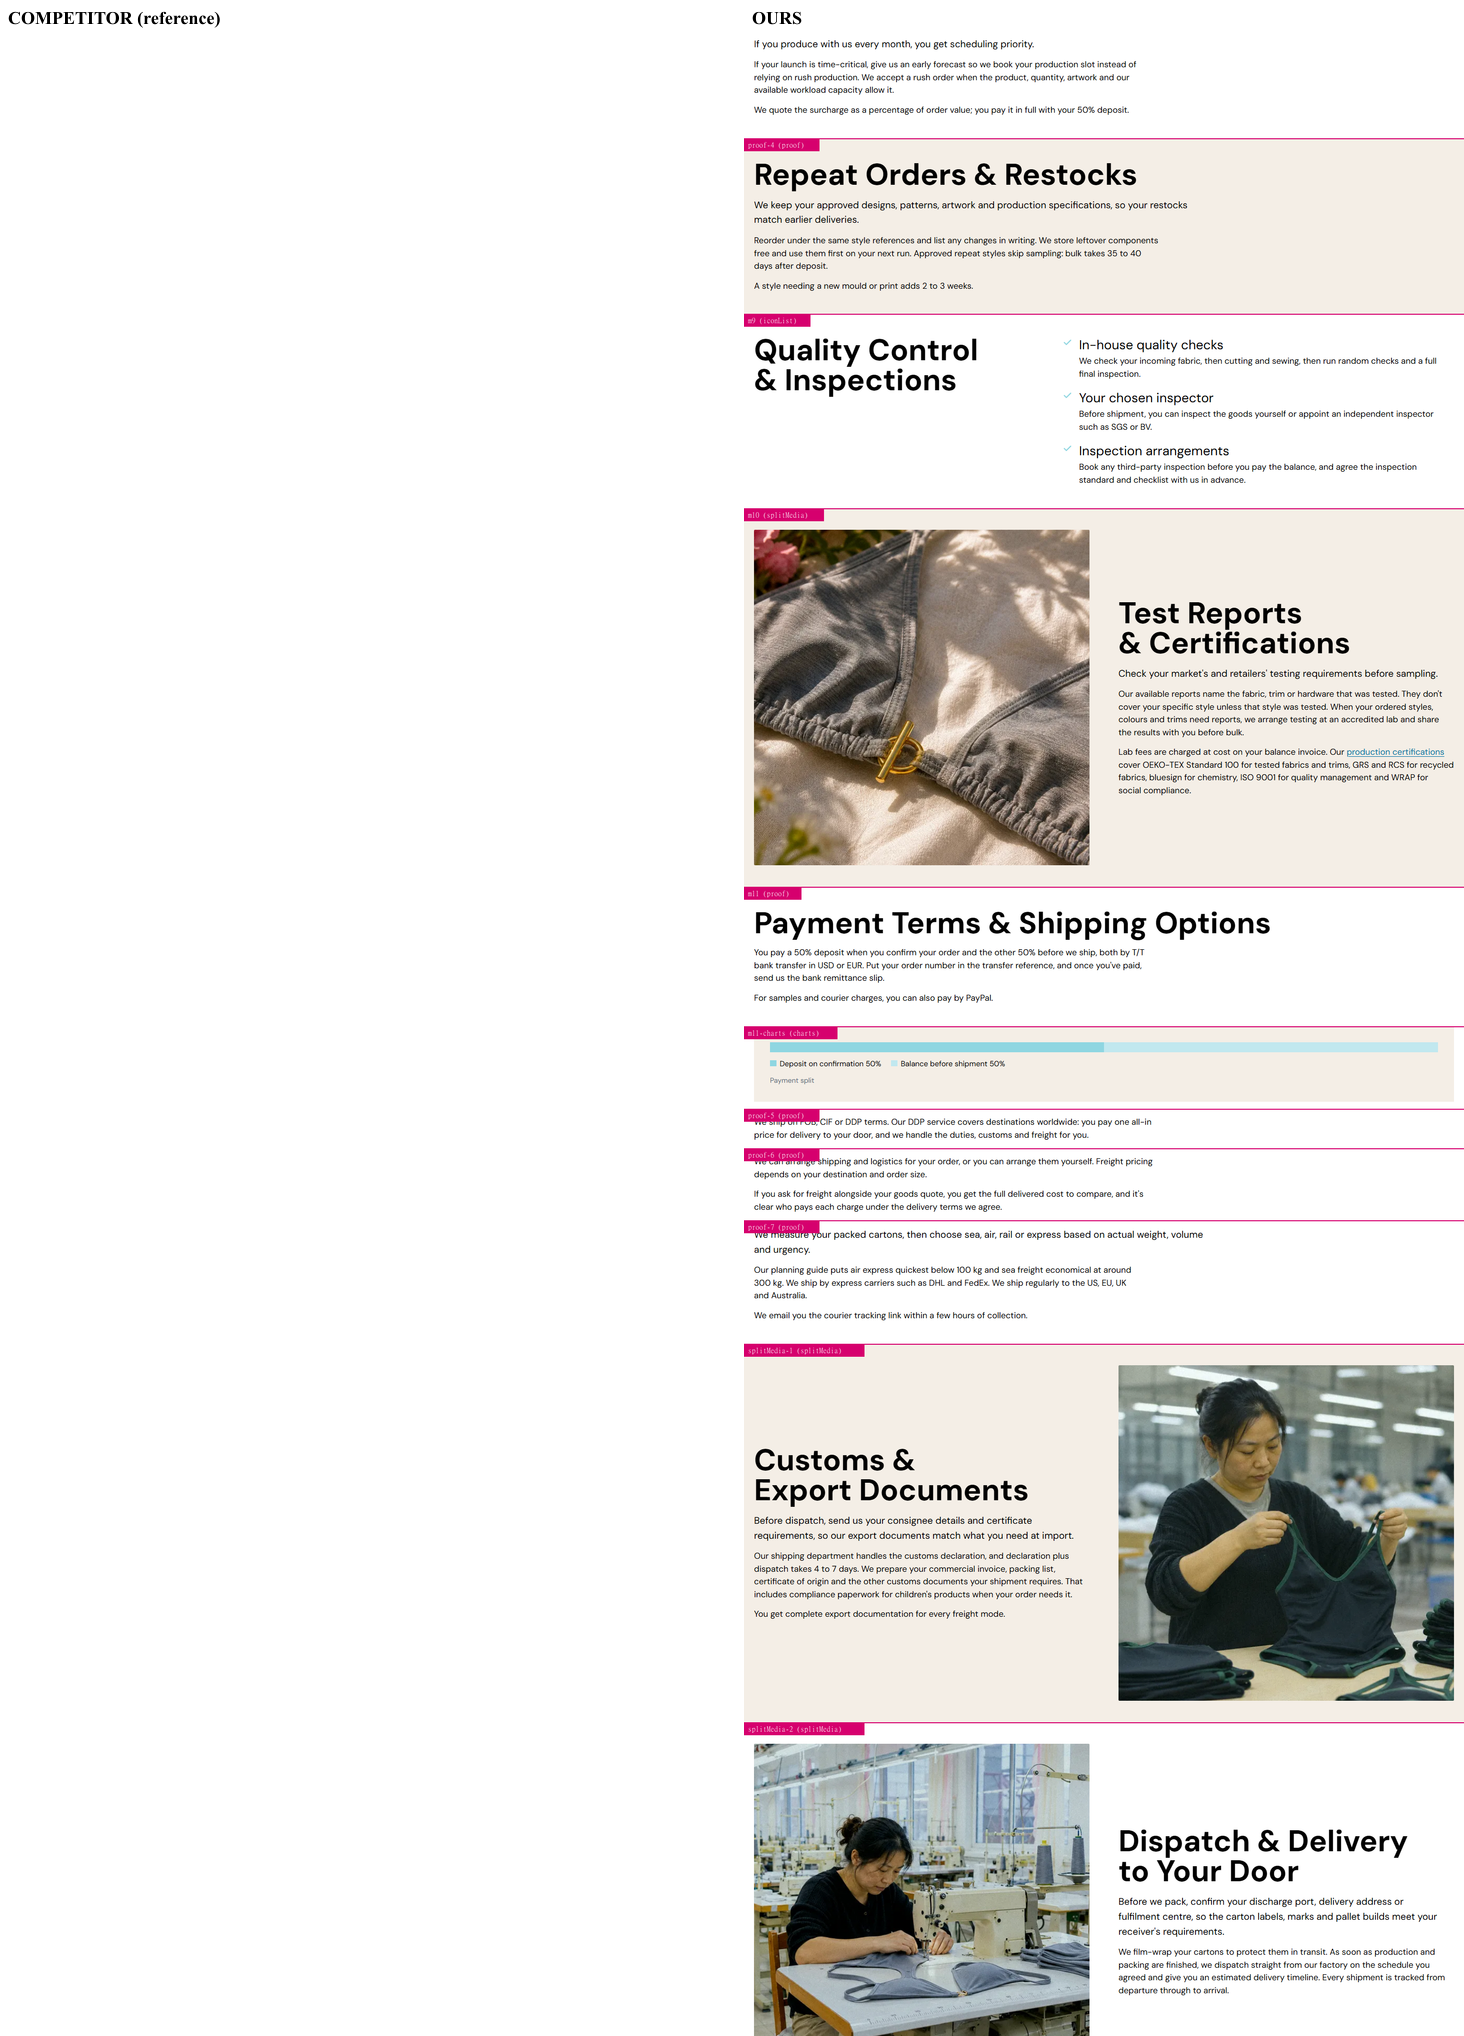 COMPETITOR (reference)
OURS
If you produce with us every month, you get scheduling priority.
If your launch is time-critical, give us an early forecast so we book your production slot instead of
relying on rush production. We accept a rush order when the product, quantity, artwork and our
available workload capacity allow it.
We quote the surcharge as a percentage of order value; you pay it in full with your 50% deposit.
proof-4 (proof)
Repeat Orders & Restocks
We keep your approved designs, patterns, artwork and production specifications, so your restocks
match earlier deliveries.
Reorder under the same style references and list any changes in writing. We store leftover components
free and use them first on your next run. Approved repeat styles skip sampling: bulk takes 35 to 40
days after deposit.
A style needing a new mould or print adds 2 to 3 weeks.
m9 (iconList)
Quality Control
& Inspections
In-house quality checks
We check your incoming fabric, then cutting and sewing, then run random checks and a full
final inspection.
Your chosen inspector
Before shipment, you can inspect the goods yourself or appoint an independent inspector
such as SGS or BV.
Inspection arrangements
Book any third-party inspection before you pay the balance, and agree the inspection
standard and checklist with us in advance.
m10 (splitMedia)
Test Reports
& Certifications
Check your market's and retailers' testing requirements before sampling.
Our available reports name the fabric, trim or hardware that was tested. They don't
cover your specific style unless that style was tested. When your ordered styles,
colours and trims need reports, we arrange testing at an accredited lab and share
the results with you before bulk.
Lab fees are charged at cost on your balance invoice. Our production certifications
cover OEKO-TEX Standard 100 for tested fabrics and trims, GRS and RCS for recycled
fabrics, bluesign for chemistry, ISO 9001 for quality management and WRAP for
social compliance.
m11 (proof)
Payment Terms & Shipping Options
You pay a 50% deposit when you confirm your order and the other 50% before we ship, both by T/T
bank transfer in USD or EUR. Put your order number in the transfer reference, and once you've paid,
send us the bank remittance slip.
For samples and courier charges, you can also pay by PayPal.
m11-charts (charts)
Deposit on confirmation 50% Balance before shipment 50%
Payment split
proof-5 (proof)
We ship on FOB, CIF or DDP terms. Our DDP service covers destinations worldwide: you pay one all-in
price for delivery to your door, and we handle the duties, customs and freight for you.
proof-6 (proof)
We can arrange shipping and logistics for your order, or you can arrange them yourself. Freight pricing
depends on your destination and order size.
If you ask for freight alongside your goods quote, you get the full delivered cost to compare, and it's
clear who pays each charge under the delivery terms we agree.
proof-7 (proof)
We measure your packed cartons, then choose sea, air, rail or express based on actual weight, volume
and urgency.
Our planning guide puts air express quickest below 100 kg and sea freight economical at around
300 kg. We ship by express carriers such as DHL and FedEx. We ship regularly to the US, EU, UK
and Australia.
We email you the courier tracking link within a few hours of collection.
splitMedia-1 (splitMedia)
Customs &
Export Documents
Before dispatch, send us your consignee details and certificate
requirements, so our export documents match what you need at import.
Our shipping department handles the customs declaration, and declaration plus
dispatch takes 4 to 7 days. We prepare your commercial invoice, packing list,
certificate of origin and the other customs documents your shipment requires. That
includes compliance paperwork for children's products when your order needs it.
You get complete export documentation for every freight mode.
splitMedia-2 (splitMedia)
Dispatch & Delivery
to Your Door
Before we pack, confirm your discharge port, delivery address or
fulfilment centre, so the carton labels, marks and pallet builds meet your
receiver's requirements.
We film-wrap your cartons to protect them in transit. As soon as production and
packing are finished, we dispatch straight from our factory on the schedule you
agreed and give you an estimated delivery timeline. Every shipment is tracked from
departure through to arrival.